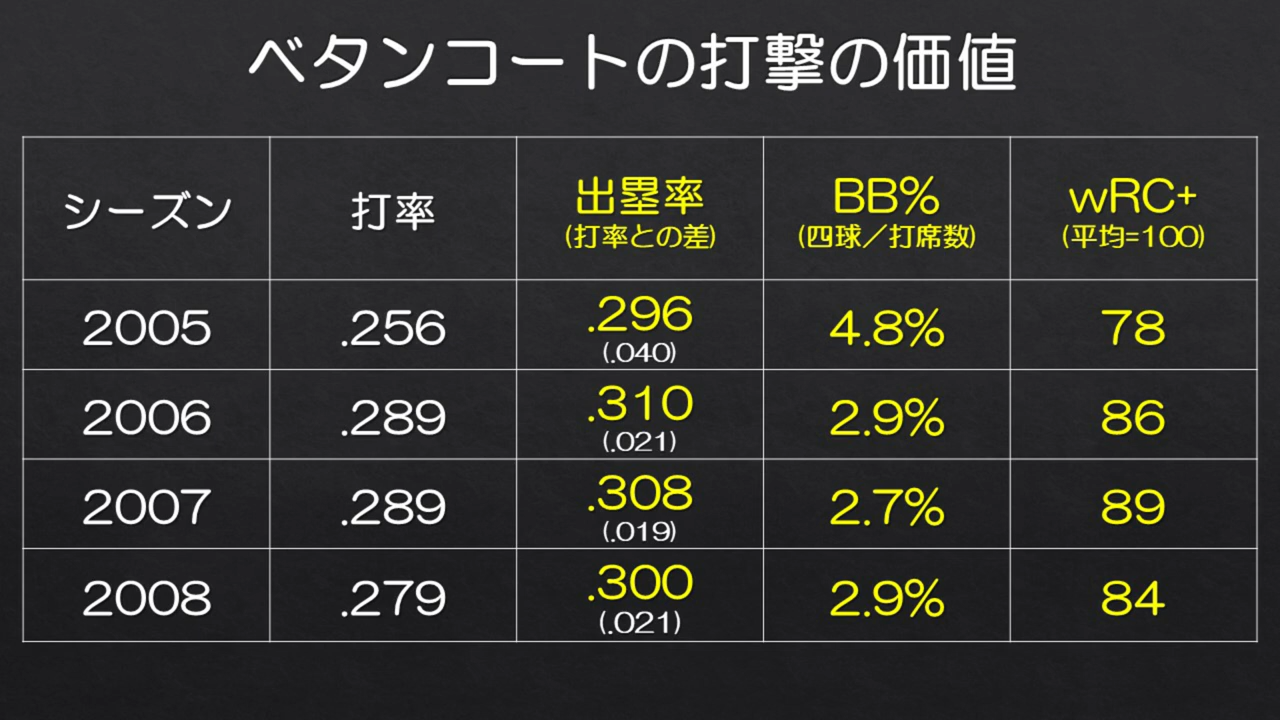 ベタンコートの打撃の価値
シーズン
打率
出塁率
(打率との差)
BB%
(四球／打席数)
wRC+
(平均=100)
2005
.256
.296
(.040)
4.8%
78
2006
.289
.310
(.021)
2.9%
86
2007
.289
.308
(.019)
2.7%
89
2008
.279
.300
(.021)
2.9%
84